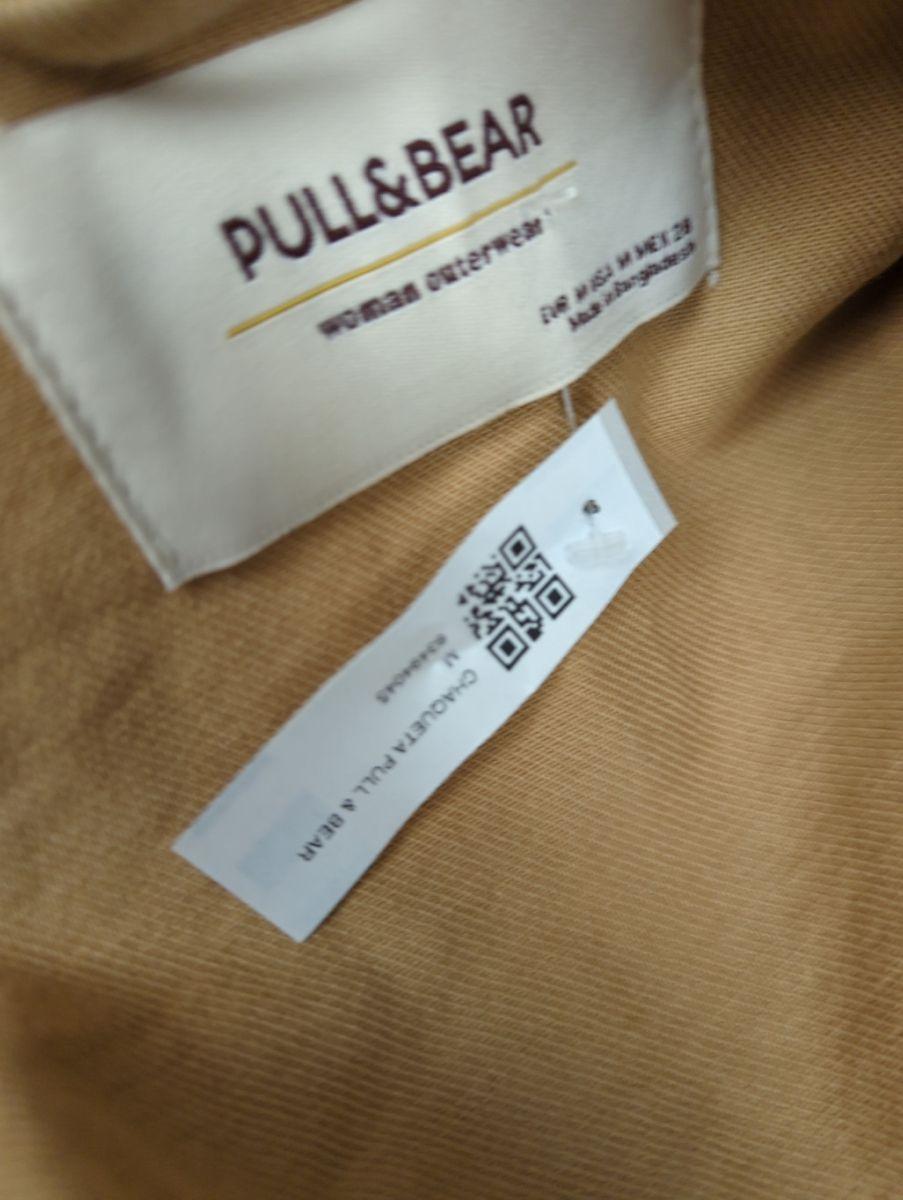 PULL&BEAR
woman outerwear
EUR M USA M MEX 28
Made in Bangladesh
M CHAQUETA PULL & BEAR